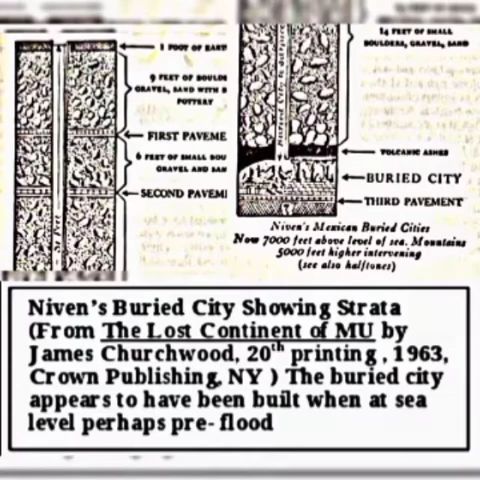 1 FOOT OF EART
9 FEET OF BOULDE
GRAVEL, SAND WITH B
POTTERY
FIRST PAVEME
6 FEET OF SMALL BOU
GRAVEL AND SAN
SECOND PAVEMI
14 FEET OF SMALL
BOULDERS, GRAVEL, SAND
VOLCANIC ASHES
BURIED CITY
THIRD PAVEMENT
Niven's Mexican Buried Cities
Now 7000 feet above level of sea. Mountains
5000 feet higher intervening
(see also halftones)
Niven's Buried City Showing Strata
(From The Lost Continent of MU by
James Churchwood, 20th printing , 1963,
Crown Publishing, NY ) The buried city
appears to have been built when at sea
level perhaps pre- flood